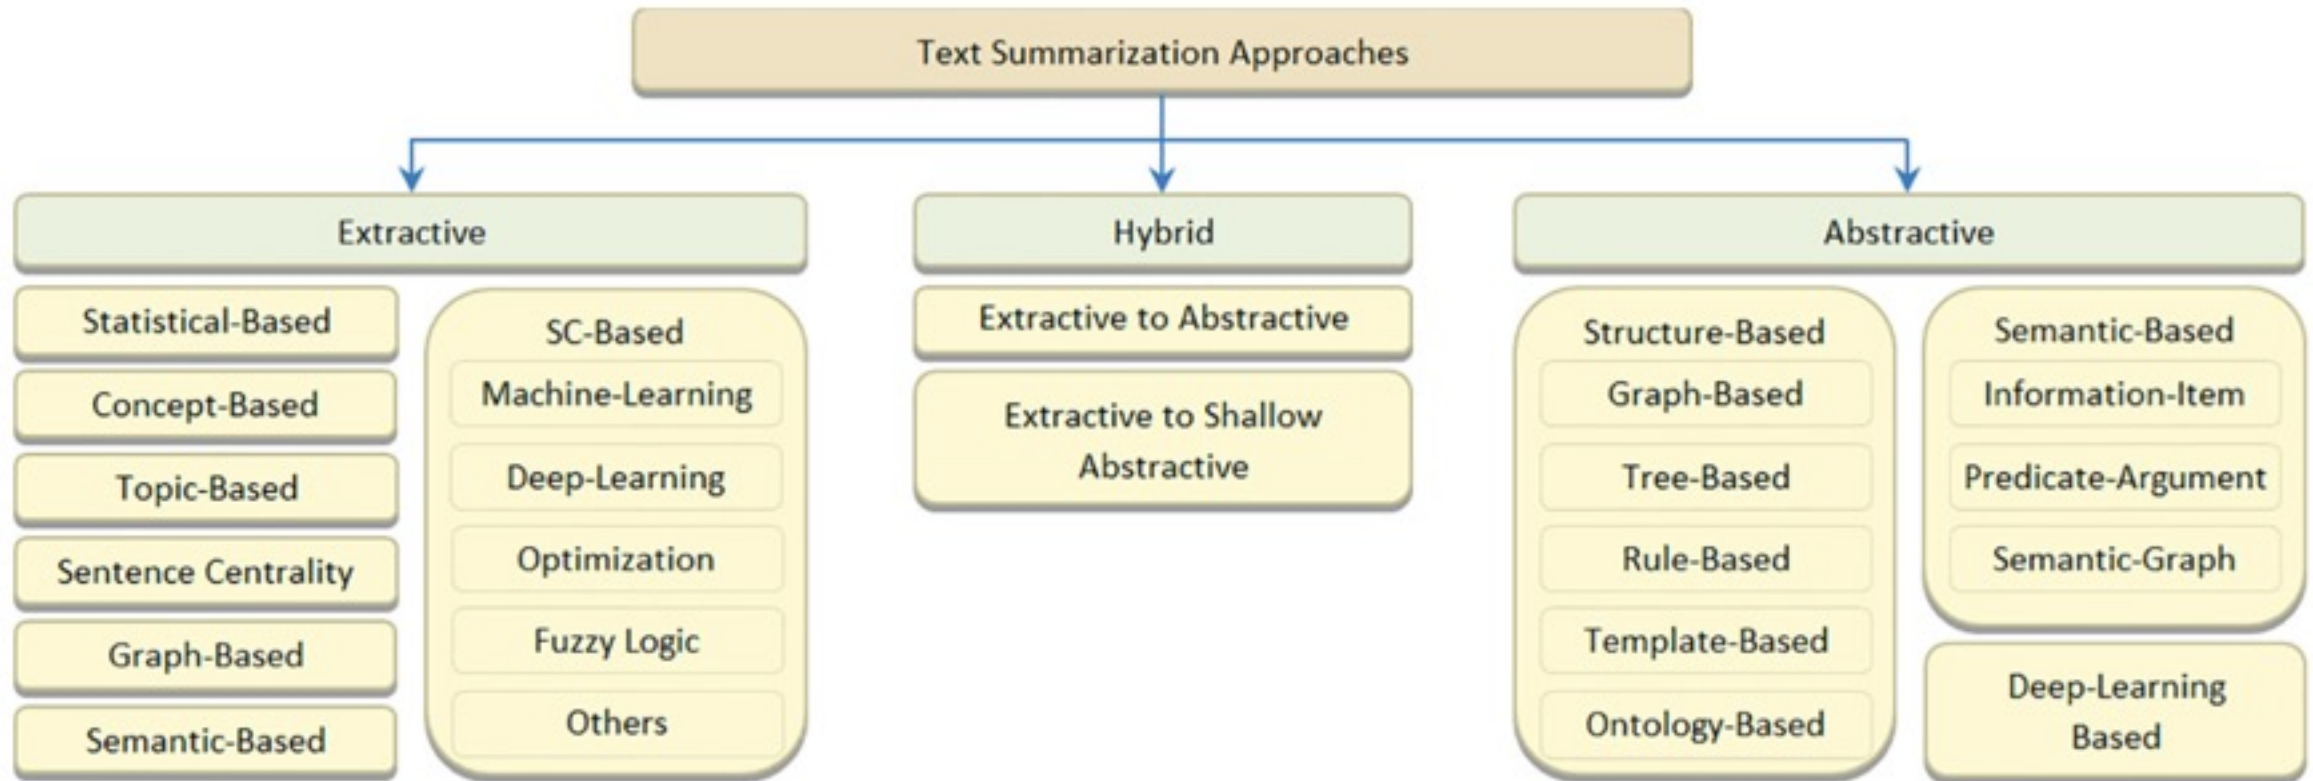 Text Summarization Approaches
Extractive
Statistical-Based
Concept-Based
Topic-Based
Sentence Centrality
Graph-Based
Semantic-Based
SC-Based
Machine-Learning
Deep-Learning
Optimization
Fuzzy Logic
Others
Hybrid
Extractive to Abstractive
Extractive to Shallow
Abstractive
Abstractive
Structure-Based
Graph-Based
Tree-Based
Rule-Based
Template-Based
Ontology-Based
Semantic-Based
Information-Item
Predicate-Argument
Semantic-Graph
Deep-Learning
Based